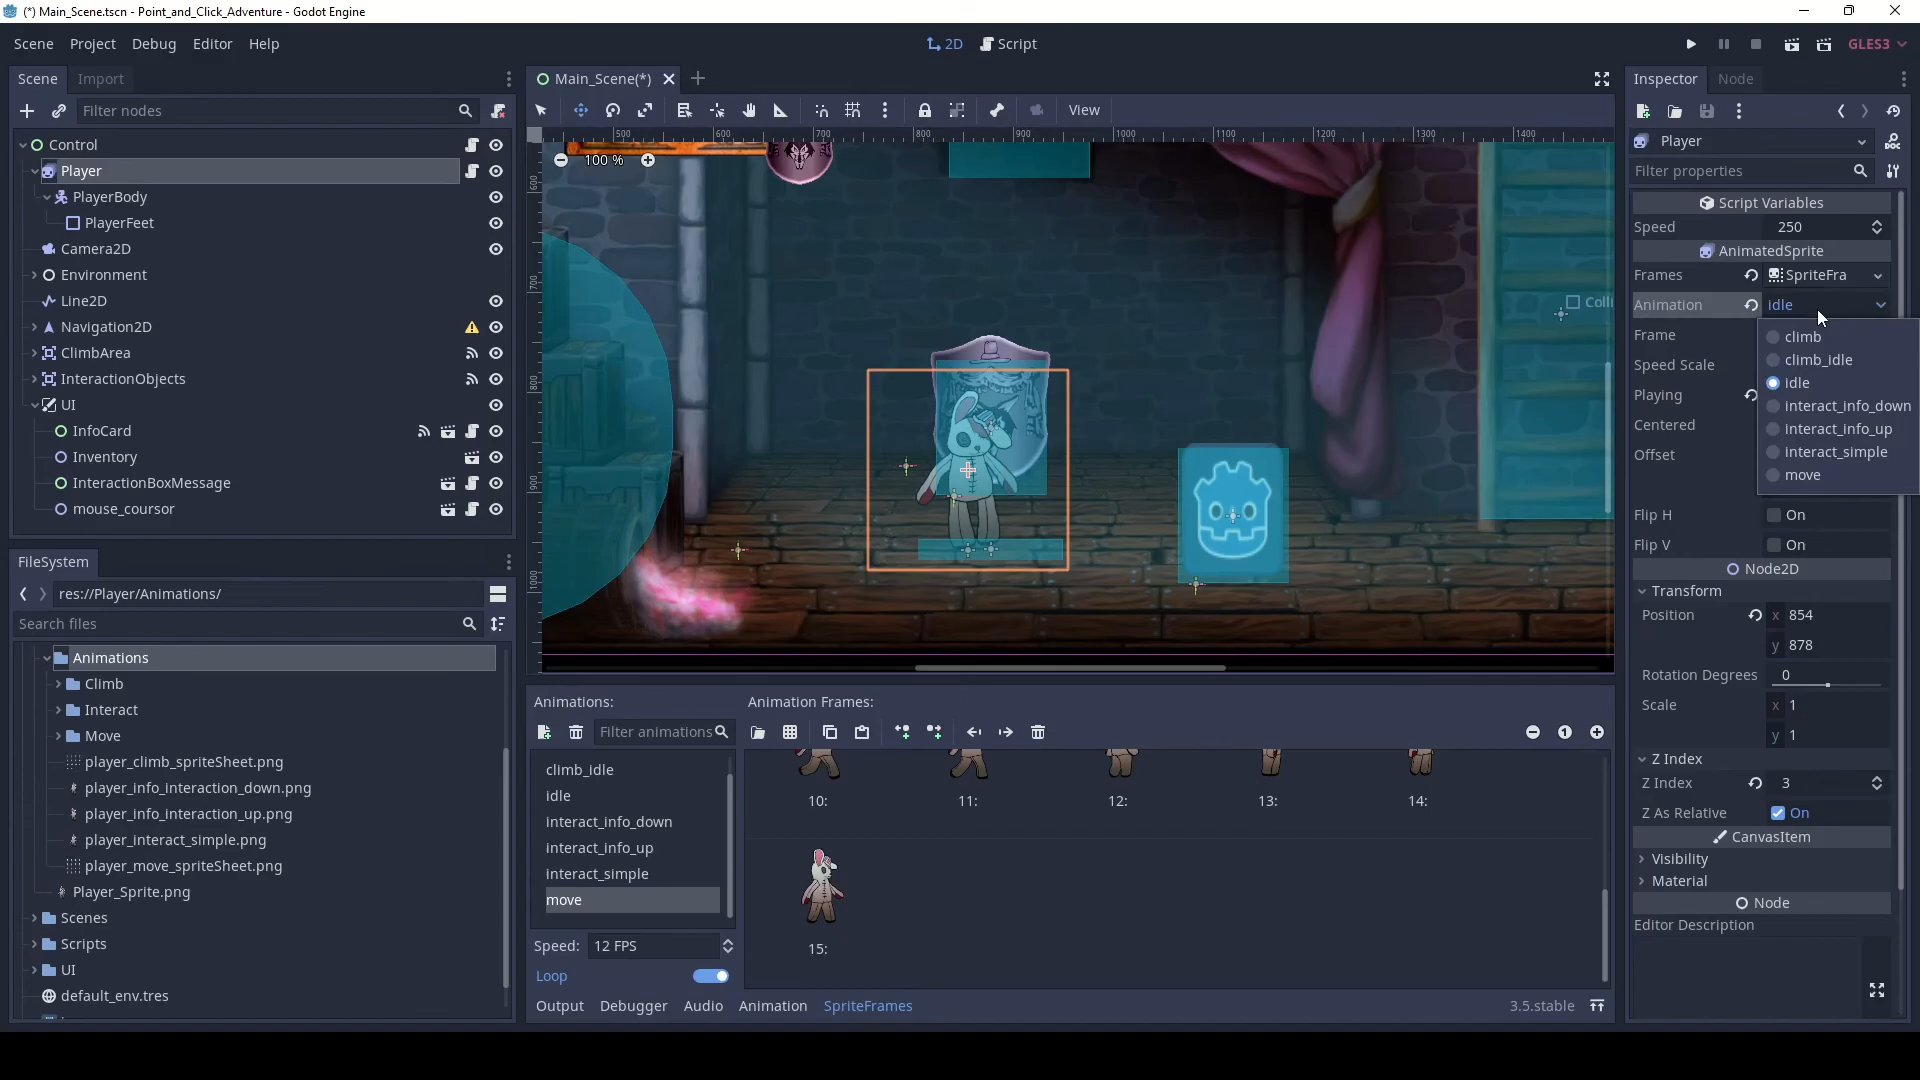 (*) Main_Scene.tscn - Point_and_Click_Adventure - Godot Engine
Scene Project Debug Editor Help
2D Script
GLES3
Scene Import
Filter nodes
Control
Player
PlayerBody
PlayerFeet
Camera2D
Environment
Line2D
Navigation2D
ClimbArea
InteractionObjects
UI
InfoCard
Inventory
InteractionBoxMessage
mouse_coursor
FileSystem
res://Player/Animations/
Search files
Animations
Climb
Interact
Move
player_climb_spriteSheet.png
player_info_interaction_down.png
player_info_interaction_up.png
player_interact_simple.png
player_move_spriteSheet.png
Player_Sprite.png
Scenes
Scripts
UI
default_env.tres
Main_Scene(*)
View
500 600 700 800 900 1000 1100 1200 1300 1400
100 %
600
700
800
900
1000
Colli
Animations:
Filter animations
climb_idle
idle
interact_info_down
interact_info_up
interact_simple
move
Speed: 12 FPS
Loop
Animation Frames:
10: 11: 12: 13: 14:
15:
Output Debugger Audio Animation SpriteFrames
3.5.stable
Inspector Node
Player
Filter properties
Script Variables
Speed 250
AnimatedSprite
Frames SpriteFra
Animation idle
climb
climb_idle
idle
interact_info_down
interact_info_up
interact_simple
move
Frame
Speed Scale
Playing
Centered
Offset
Flip H On
Flip V On
Node2D
Transform
Position x 854
y 878
Rotation Degrees 0
Scale x 1
y 1
Z Index
Z Index 3
Z As Relative On
CanvasItem
Visibility
Material
Node
Editor Description